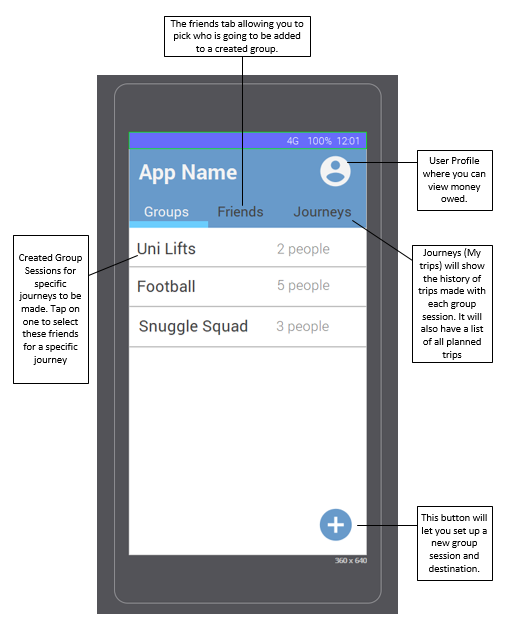 The friends tab allowing you to
pick who is going to be added
to a created group.
4G 100% 12:01
App Name
Groups Friends Journeys
Uni Lifts 2 people
Football 5 people
Snuggle Squad 3 people
360 x 640
User Profile
where you can
view money
owed.
Created Group
Sessions for
specific
journeys to be
made. Tap on
one to select
these friends
for a specific
journey
Journeys (My
trips) will show
the history of
trips made with
each group
session. It will
also have a list
of all planned
trips
This button will
let you set up a
new group
session and
destination.